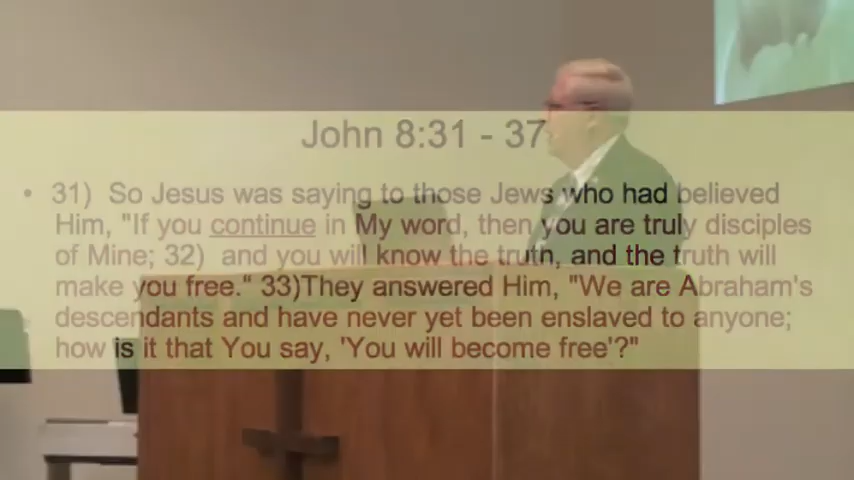 John 8:31 - 37
• 31) So Jesus was saying to those Jews who had believed
Him, "If you continue in My word, then you are truly disciples
of Mine; 32) and you will know the truth, and the truth will
make you free." 33)They answered Him, "We are Abraham's
descendants and have never yet been enslaved to anyone;
how is it that You say, 'You will become free'?"